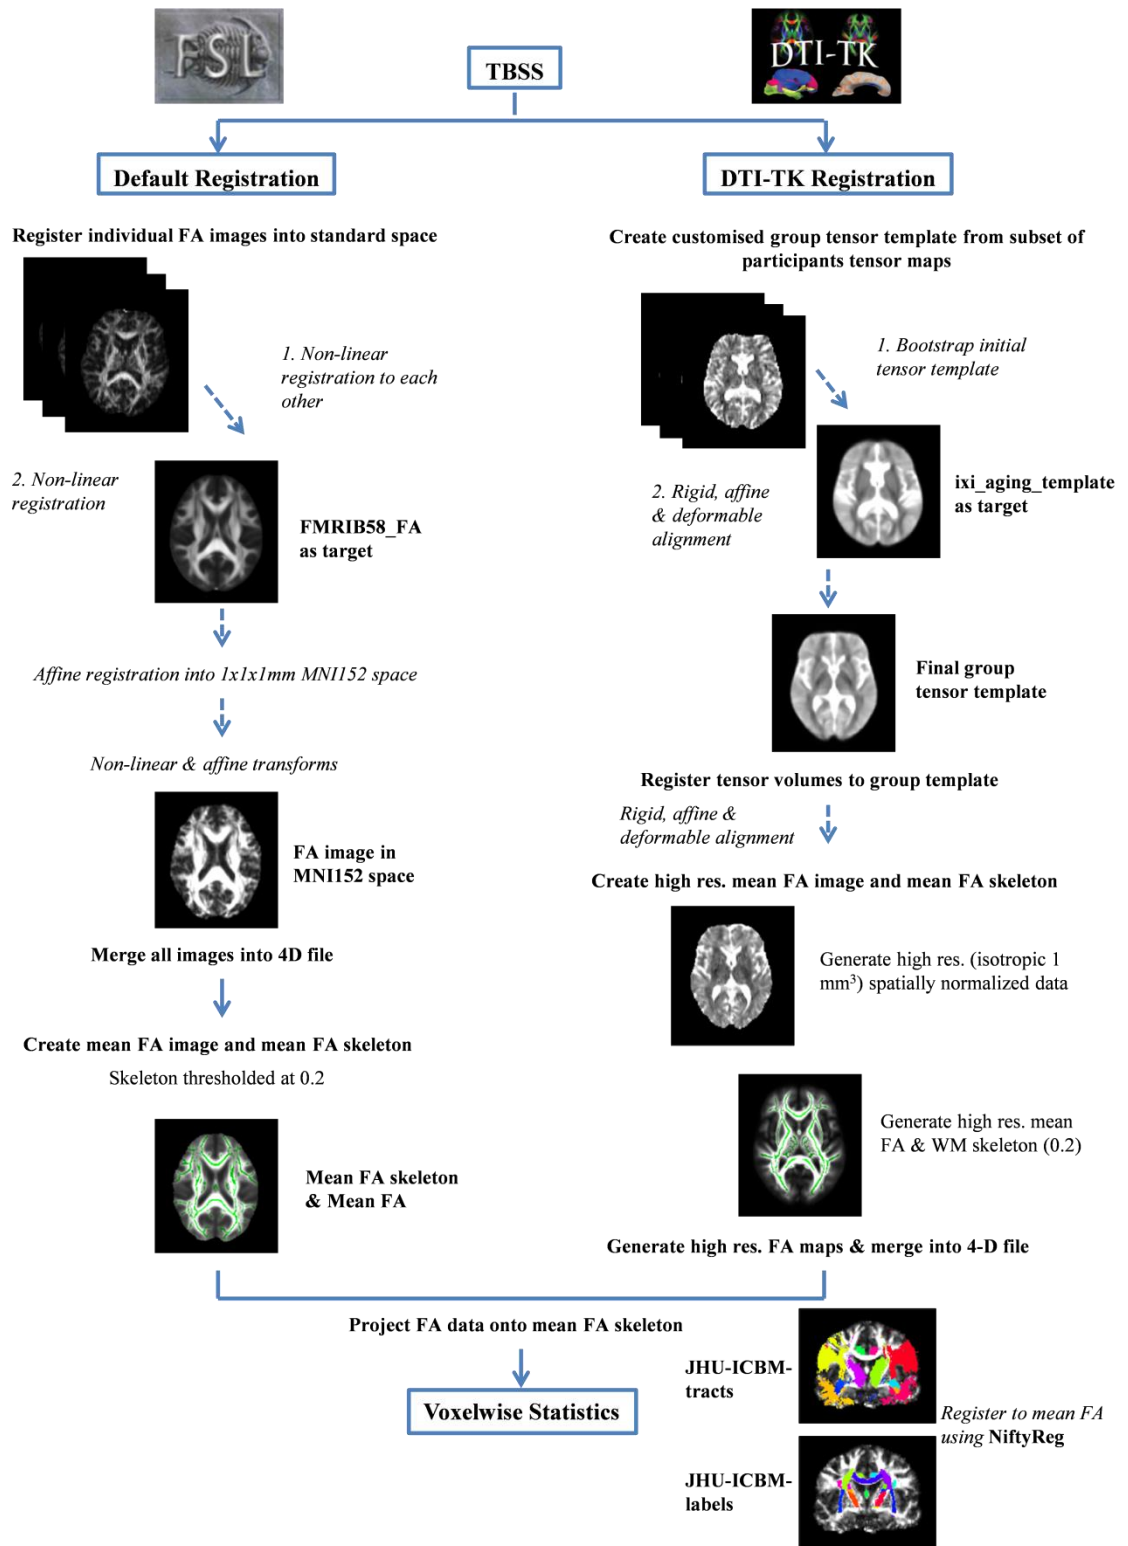 FSL
TBSS
DTI-TK
Default Registration
DTI-TK Registration
Register individual FA images into standard space
1. Non-linear
registration to each
other
2. Non-linear
registration
FMRIB58_FA
as target
Affine registration into 1x1x1mm MNI152 space
Non-linear & affine transforms
FA image in
MNI152 space
Merge all images into 4D file
Create mean FA image and mean FA skeleton
Skeleton thresholded at 0.2
Mean FA skeleton
& Mean FA
Create customised group tensor template from subset of
participants tensor maps
1. Bootstrap initial
tensor template
2. Rigid, affine
& deformable
alignment
ixi_aging_template
as target
Final group
tensor template
Register tensor volumes to group template
Rigid, affine &
deformable alignment
Create high res. mean FA image and mean FA skeleton
Generate high res. (isotropic 1
mm³) spatially normalized data
Generate high res. mean
FA & WM skeleton (0.2)
Generate high res. FA maps & merge into 4-D file
Project FA data onto mean FA skeleton
Voxelwise Statistics
JHU-ICBM-
tracts
Register to mean FA
using NiftyReg
JHU-ICBM-
labels